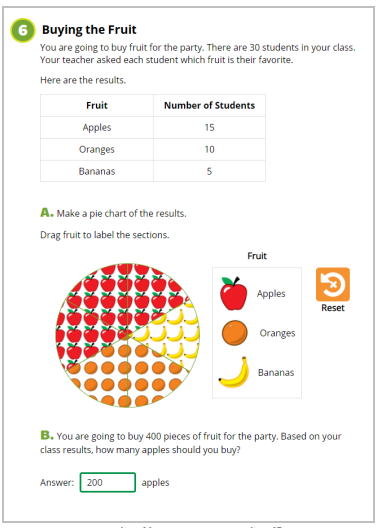 6 Buying the Fruit
You are going to buy fruit for the party. There are 30 students in your class.
Your teacher asked each student which fruit is their favorite.
Here are the results.
Fruit Number of Students
Apples 15
Oranges 10
Bananas 5
A. Make a pie chart of the results.
Drag fruit to label the sections.
Fruit
Apples
Reset
Oranges
Bananas
B. You are going to buy 400 pieces of fruit for the party. Based on your
class results, how many apples should you buy?
Answer: 200 apples